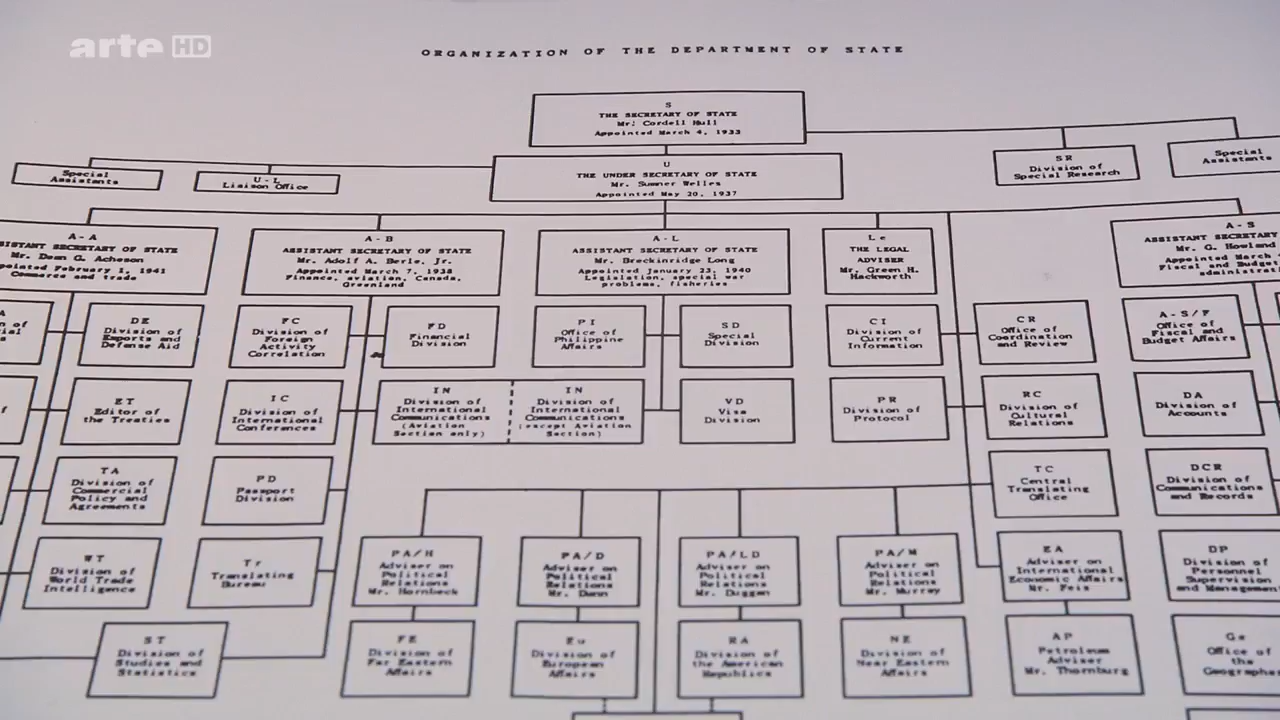 arte HD
ORGANIZATION OF THE DEPARTMENT OF STATE
S
THE SECRETARY OF STATE
Mr. Cordell Hull
Appointed March 4, 1933
Special
Assistants
U-L
Liaison Office
U
THE UNDER SECRETARY OF STATE
Mr. Sumner Welles
Appointed May 20, 1937
SR
Division of
Special Research
Special
Assistants
A-A
SISTANT SECRETARY OF STATE
Mr. Dean G. Acheson
pointed February 1, 1941
Commerce and trade
A-B
ASSISTANT SECRETARY OF STATE
Mr. Adolf A. Berle, Jr.
Appointed March 7, 1938
Finance, aviation, Canada,
Greenland
A-L
ASSISTANT SECRETARY OF STATE
Mr. Breckinridge Long
Appointed January 23, 1940
Legislation, special war
problems, fisheries
Le
THE LEGAL
ADVISER
Mr. Green H.
Hackworth
A-S
ASSISTANT SECRETARY
Mr. G. Howland
Appointed March
Fiscal and Budget
administrati
DE
Division of
Exports and
Defense Aid
FC
Division of
Foreign
Activity
Correlation
FD
Financial
Division
PI
Office of
Philippine
Affairs
SD
Special
Division
CI
Division of
Current
Information
CR
Office of
Coordination
and Review
A-S/F
Office of
Fiscal and
Budget Affairs
ET
Editor of
the Treaties
IC
Division of
International
Conferences
IN
Division of
International
Communications
(Aviation
Section only)
IN
Division of
International
Communications
(except Aviation
Section)
VD
Visa
Division
PR
Division of
Protocol
RC
Division of
Cultural
Relations
DA
Division of
Accounts
TA
Division of
Commercial
Policy and
Agreements
PD
Passport
Division
TC
Central
Translating
Office
DCR
Division of
Communications
and Records
WT
Division of
World Trade
Intelligence
Tr
Translating
Bureau
PA/H
Adviser on
Political
Relations
Mr. Hornbeck
PA/D
Adviser on
Political
Relations
Mr. Dunn
PA/LD
Adviser on
Political
Relations
Mr. Duggan
PA/M
Adviser on
Political
Relations
Mr. Murray
EA
Adviser on
International
Economic Affairs
Mr. Feis
DP
Division of
Personnel
Supervision
and Management
ST
Division of
Studies and
Statistics
FE
Division of
Far Eastern
Affairs
Eu
Division of
European
Affairs
RA
Division of
the American
Republics
NE
Division of
Near Eastern
Affairs
AP
Petroleum
Adviser
Mr. Thornburg
Ge
Office of
the
Geographer